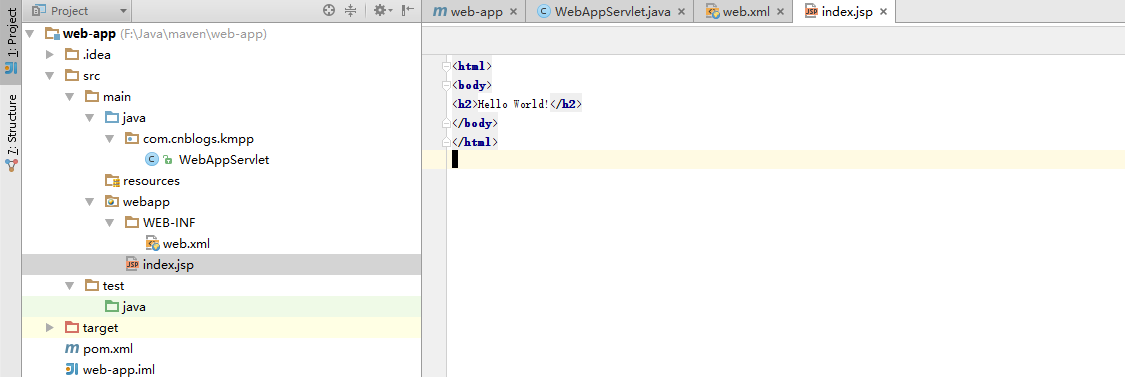 1: Project
7: Structure
Project
web-app (F:\Java\maven\web-app)
.idea
src
main
java
com.cnblogs.kmpp
WebAppServlet
resources
webapp
WEB-INF
web.xml
index.jsp
test
java
target
pom.xml
web-app.iml
web-app WebAppServlet.java web.xml index.jsp
<html>
<body>
<h2>Hello World!</h2>
</body>
</html>